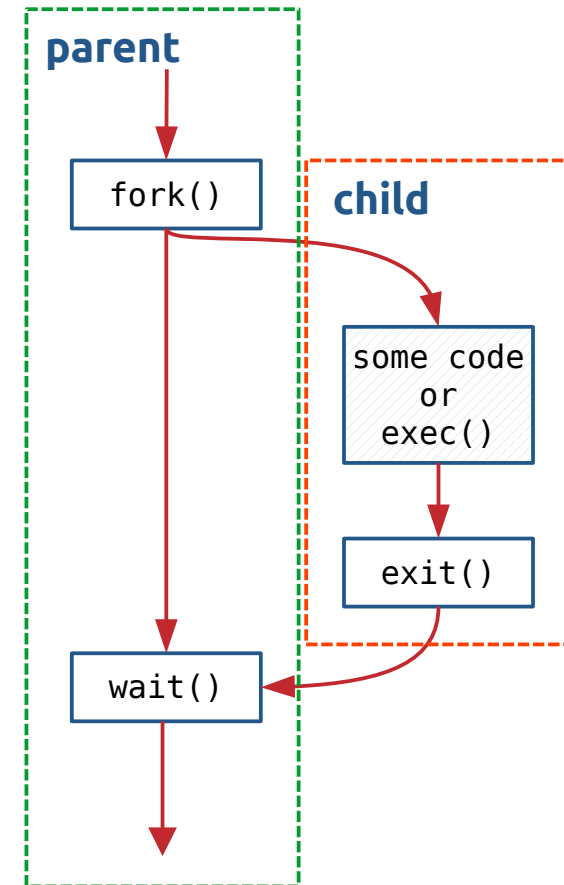 parent
fork()
child
some code
or
exec()
exit()
wait()